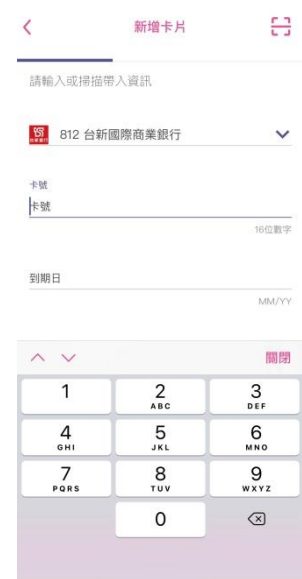 新增卡片
請輸入或掃描帶入資訊
812 台新國際商業銀行
卡號
卡號
16位數字
到期日
MM/YY
關閉
1
2
ABC
3
DEF
4
GHI
5
JKL
6
MNO
7
PQRS
8
TUV
9
WXYZ
0